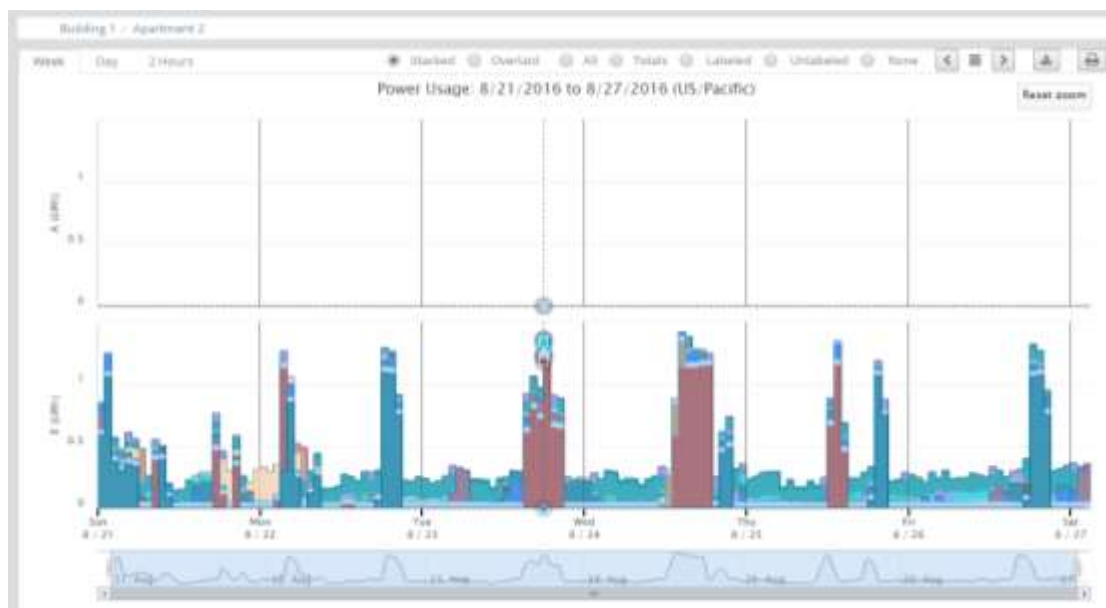 Building 1 / Apartment 2
Week Day 2 Hours Stacked Overlaid All Totals Labeled Unlabeled None
Power Usage: 8/21/2016 to 8/27/2016 (US/Pacific)
Reset zoom
1
0.5
0
1
0.5
0
Sun Mon Tue Wed Thu Fri Sat
8 / 21 8 / 22 8 / 23 8 / 24 8 / 25 8 / 26 8 / 27